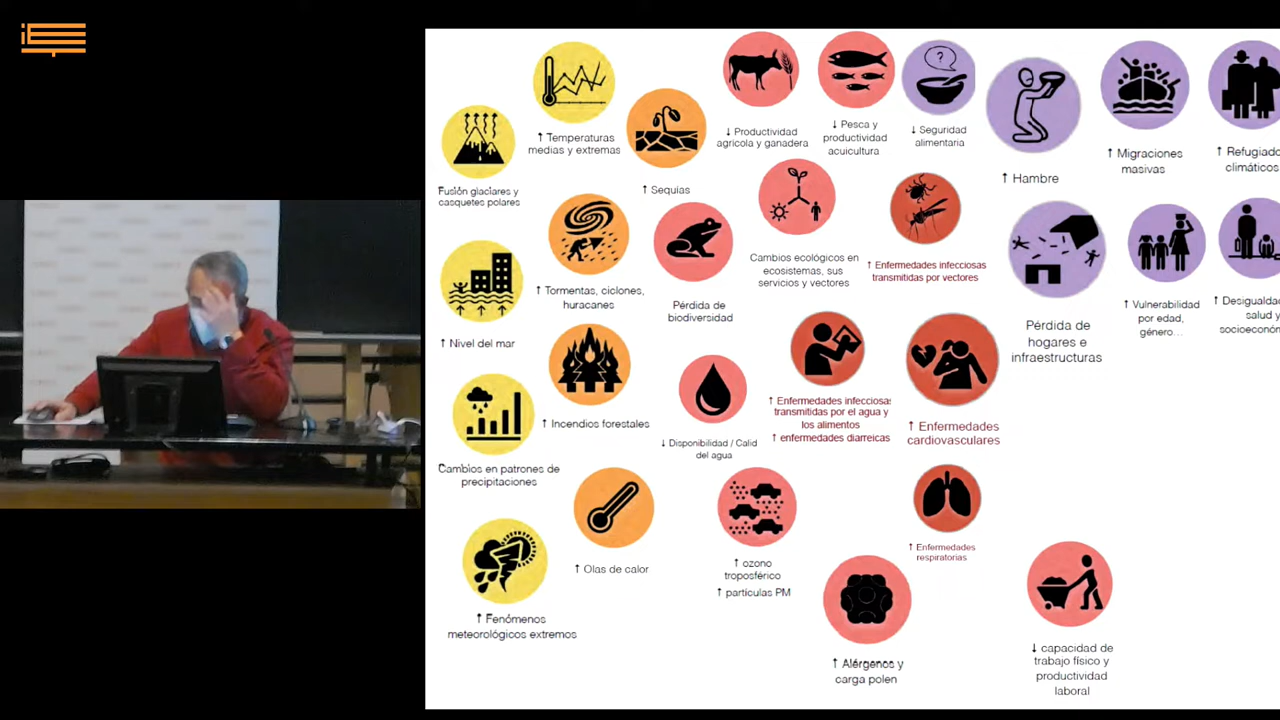 ↑ Temperaturas
medias y extremas
Fusión glaciares y
casquetes polares
↑ Sequías
↓ Productividad
agrícola y ganadera
↓ Pesca y
productividad
acuicultura
?
↓ Seguridad
alimentaria
↑ Hambre
↑ Migraciones
masivas
↑ Refugiado
climáticos
↑ Nivel del mar
↑ Tormentas, ciclones,
huracanes
Pérdida de
biodiversidad
Cambios ecológicos en
ecosistemas, sus
servicios y vectores
↑ Enfermedades infecciosas
transmitidas por vectores
Pérdida de
hogares e
infraestructuras
↑ Vulnerabilidad
por edad,
género...
↑ Desigualdad
salud y
socioeconóm
Cambios en patrones de
precipitaciones
↑ Incendios forestales
↓ Disponibilidad / Calid
del agua
↑ Enfermedades infecciosas
transmitidas por el agua y
los alimentos
↑ enfermedades diarreicas
↑ Enfermedades
cardiovasculares
↑ Fenómenos
meteorológicos extremos
↑ Olas de calor
↑ ozono
troposférico
↑ partículas PM
↑ Alérgenos y
carga polen
↑ Enfermedades
respiratorias
↓ capacidad de
trabajo físico y
productividad
laboral